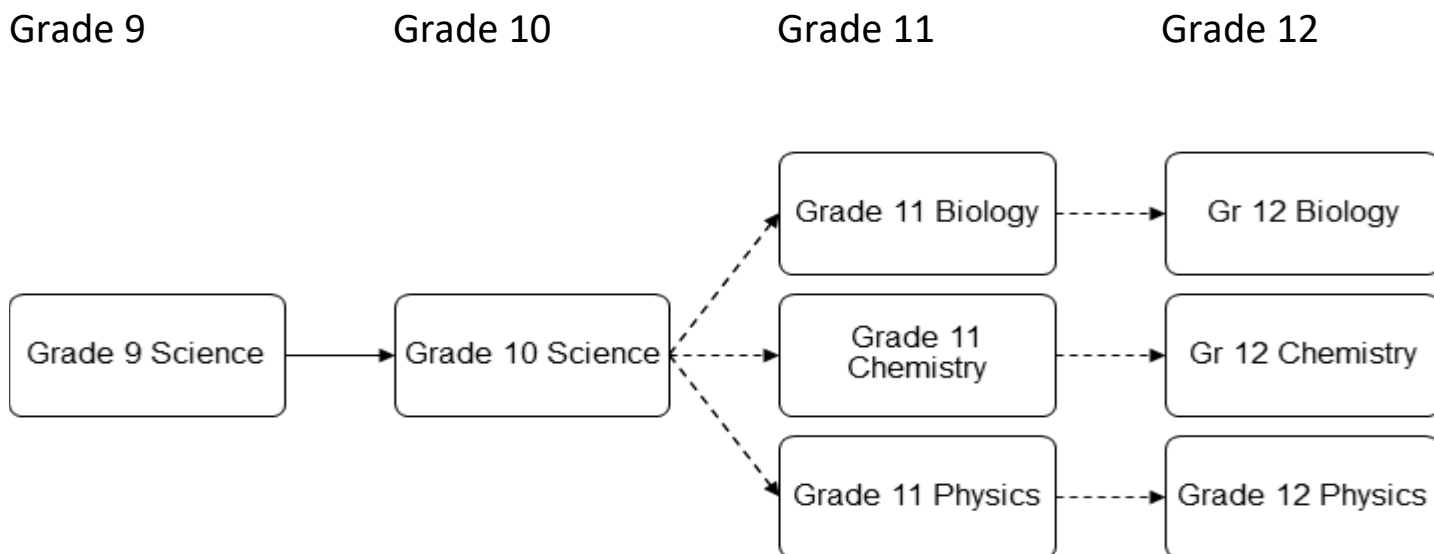 Grade 9
Grade 10
Grade 11
Grade 12
Grade 11 Biology
Gr 12 Biology
Grade 9 Science
Grade 10 Science
Grade 11
Chemistry
Gr 12 Chemistry
Grade 11 Physics
Grade 12 Physics